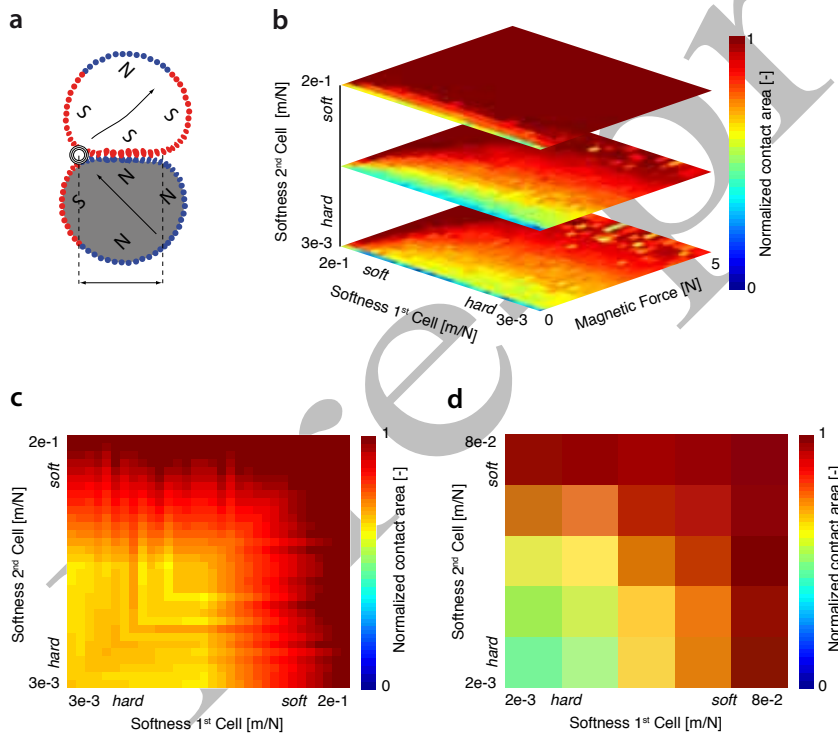 a
N
S
S
S
N
S
N
N
b
2e-1
soft
hard
3e-3
Softness 2nd Cell [m/N]
2e-1
soft
hard
3e-3
Softness 1st Cell [m/N]
0
5
Magnetic Force [N]
1
0
Normalized contact area [-]
c
2e-1
soft
hard
3e-3
Softness 2nd Cell [m/N]
3e-3 hard soft 2e-1
Softness 1st Cell [m/N]
1
0
Normalized contact area [-]
d
8e-2
soft
hard
2e-3
Softness 2nd Cell [m/N]
2e-3 hard soft 8e-2
Softness 1st Cell [m/N]
1
0
Normalized contact area [-]